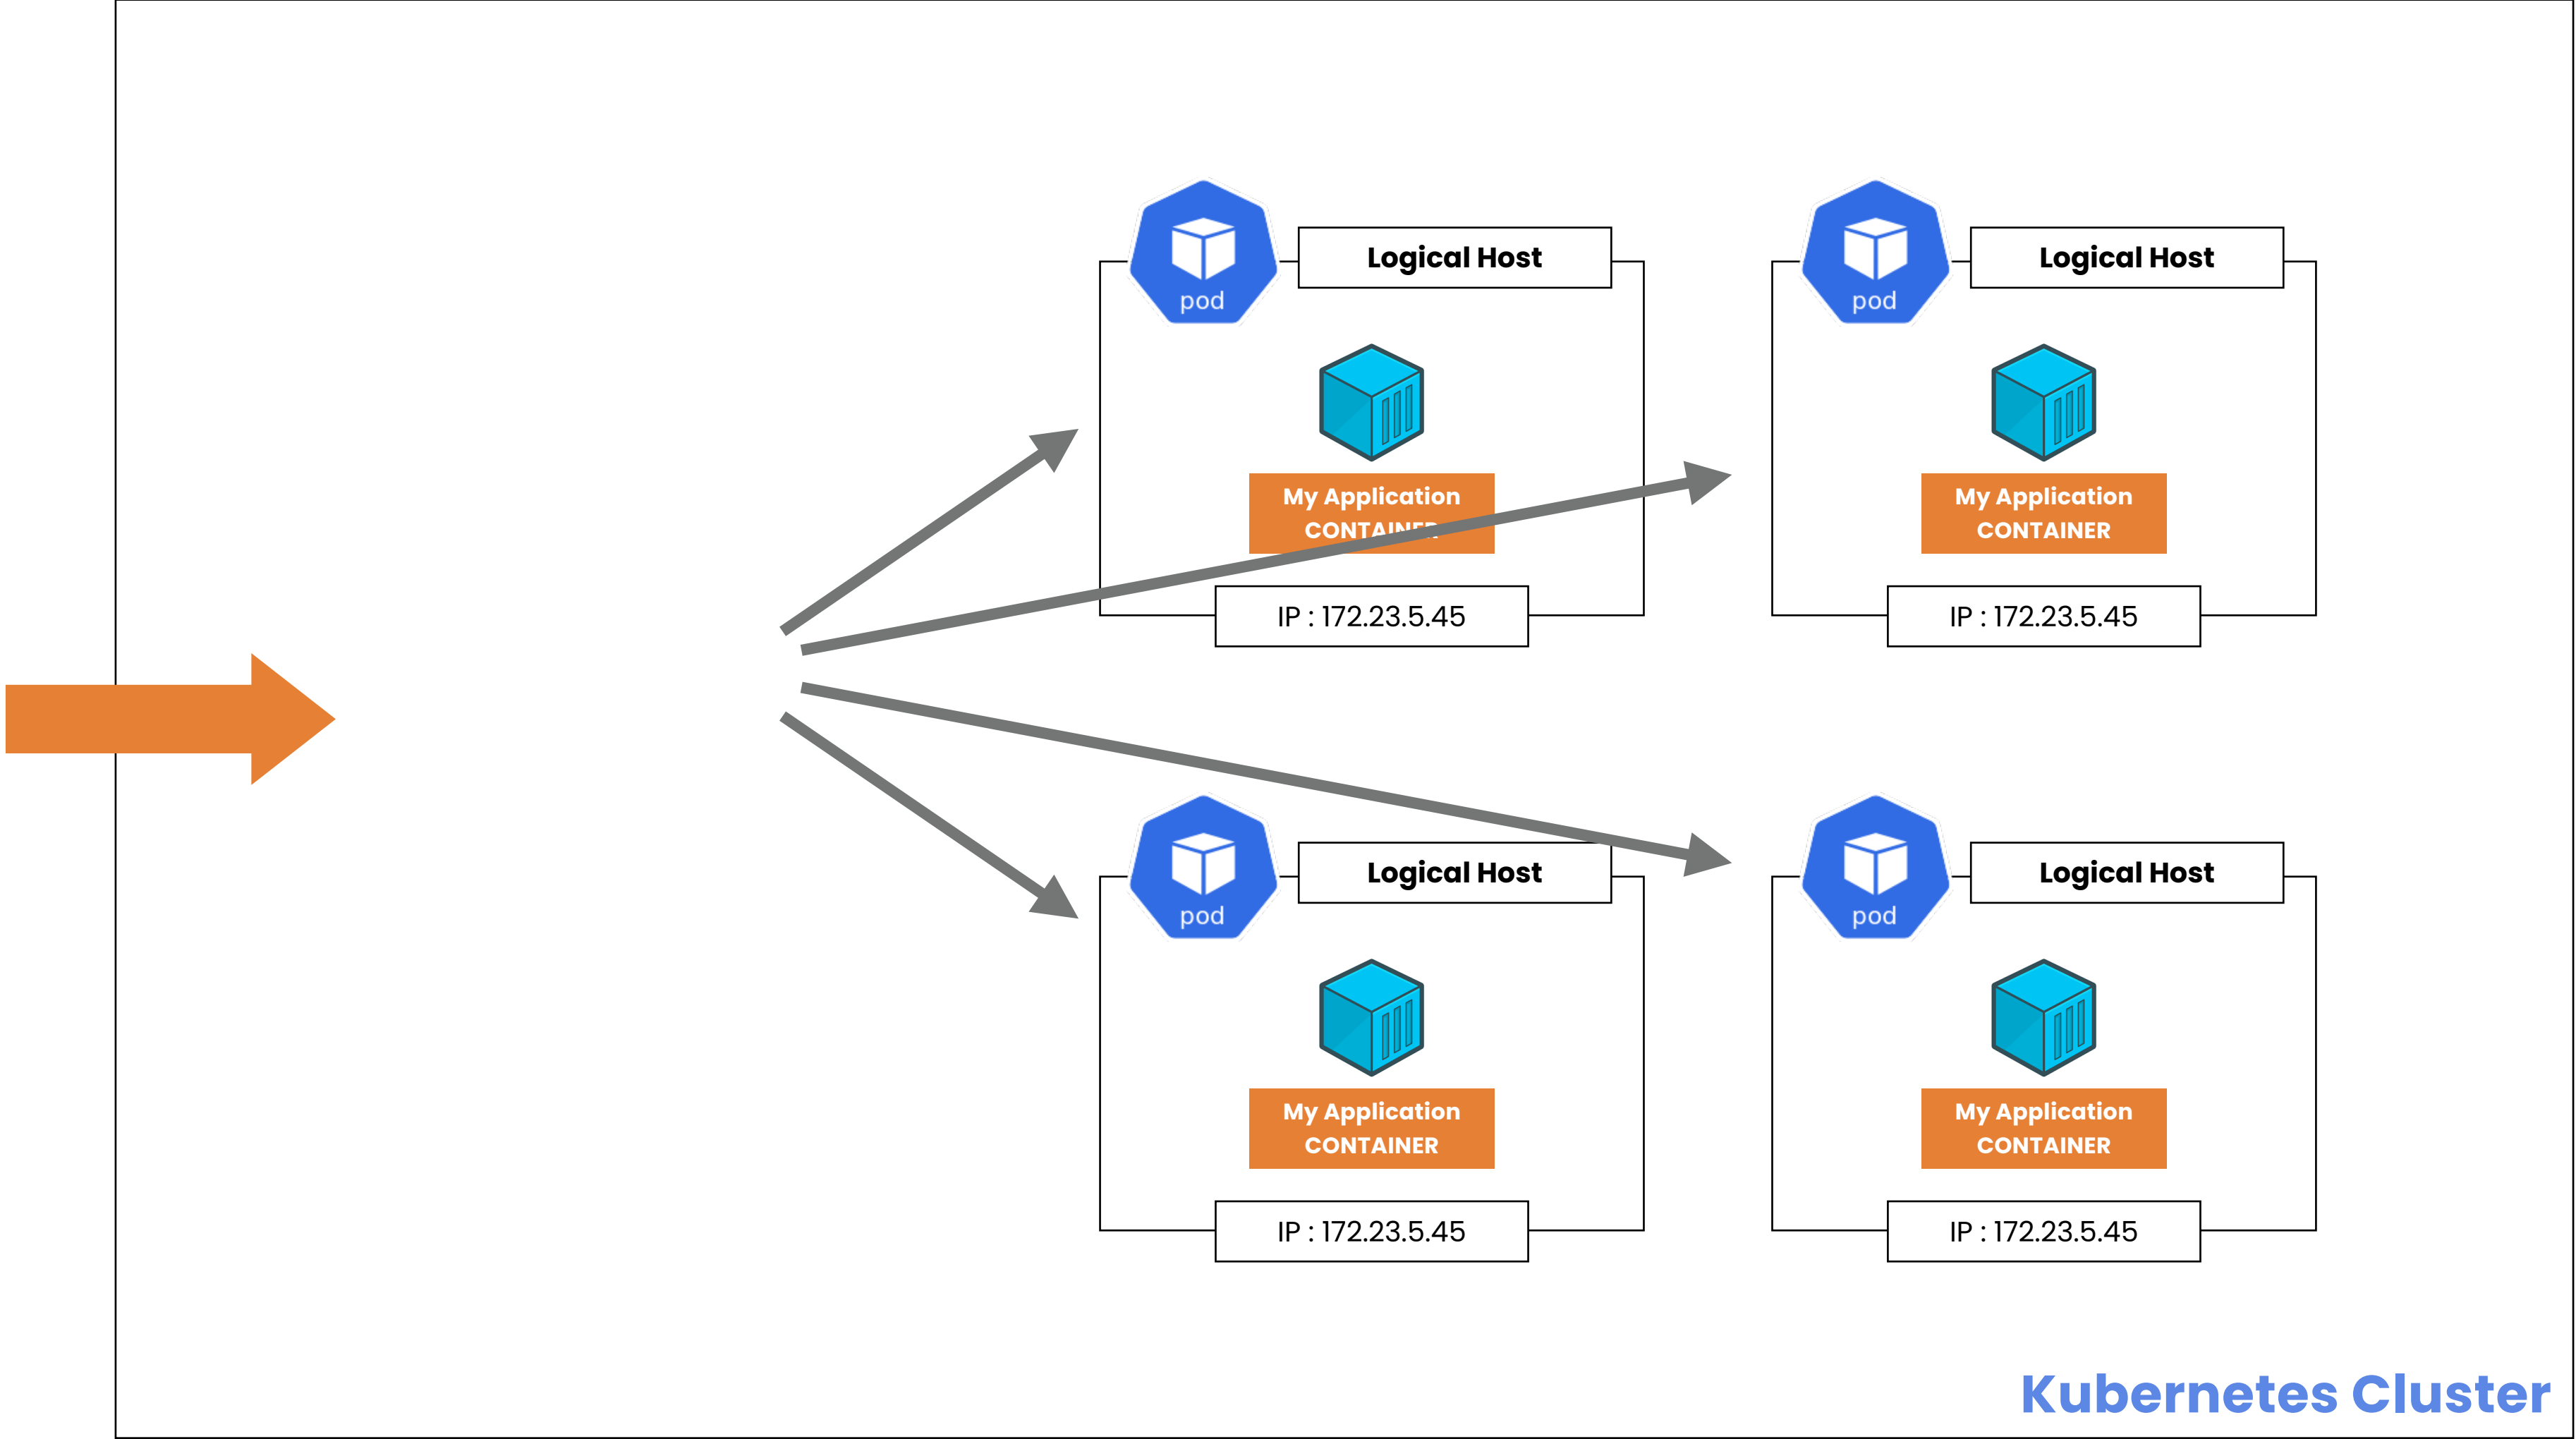 pod
Logical Host
My Application
CONTAINER
IP : 172.23.5.45
pod
Logical Host
My Application
CONTAINER
IP : 172.23.5.45
pod
Logical Host
My Application
CONTAINER
IP : 172.23.5.45
pod
Logical Host
My Application
CONTAINER
IP : 172.23.5.45
Kubernetes Cluster